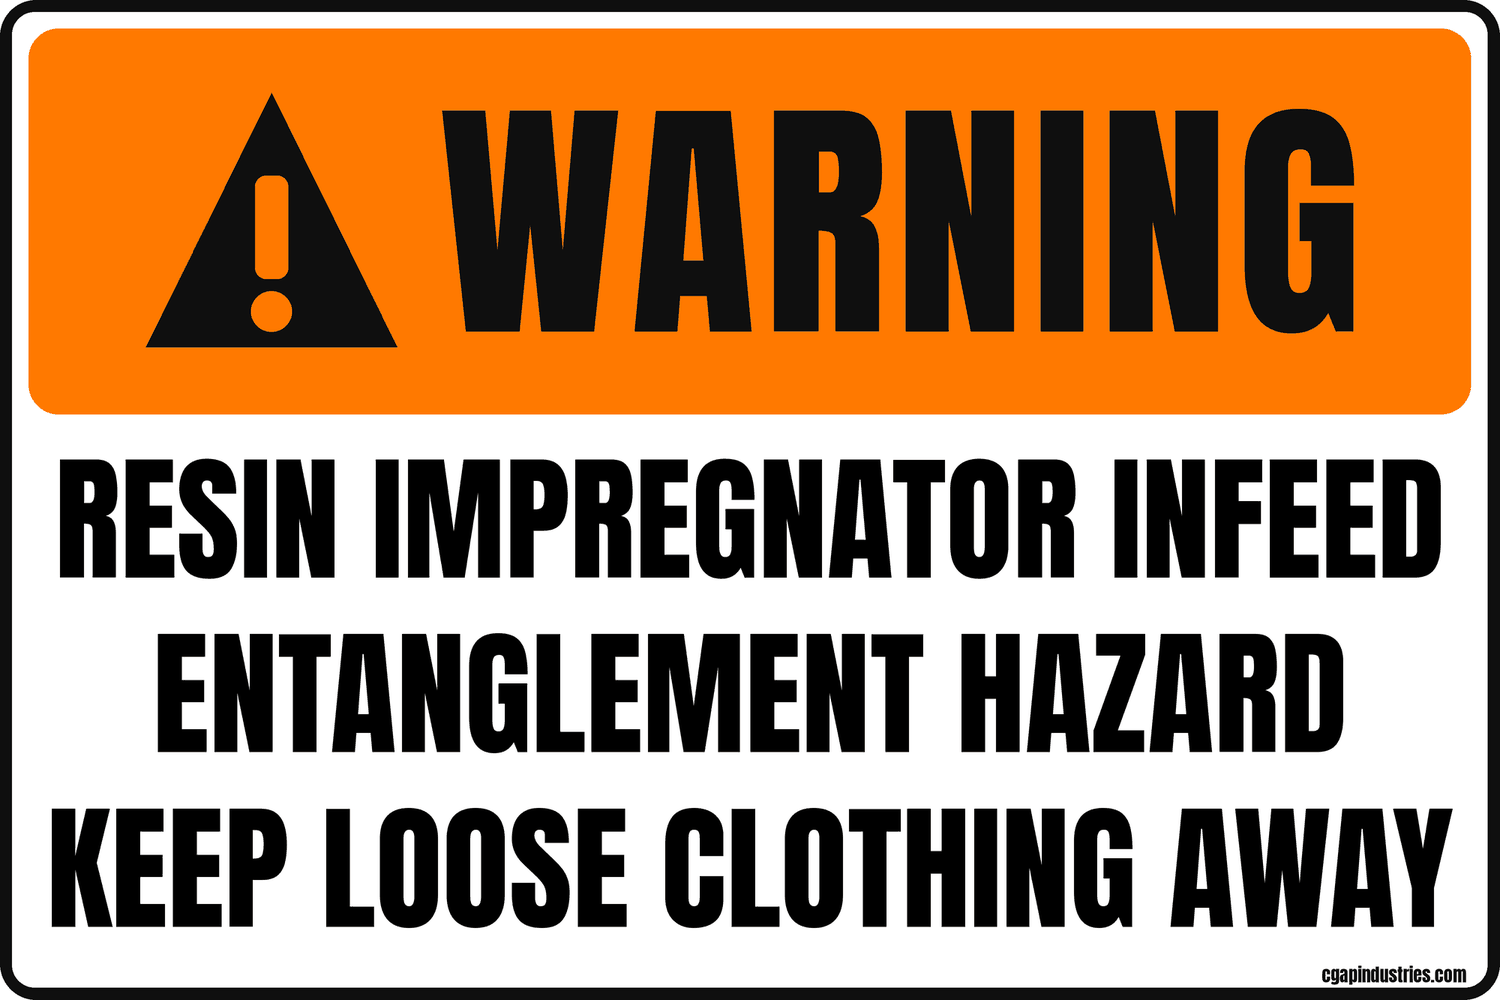 WARNING
RESIN IMPREGNATOR INFEED
ENTANGLEMENT HAZARD
KEEP LOOSE CLOTHING AWAY
cgapindustries.com